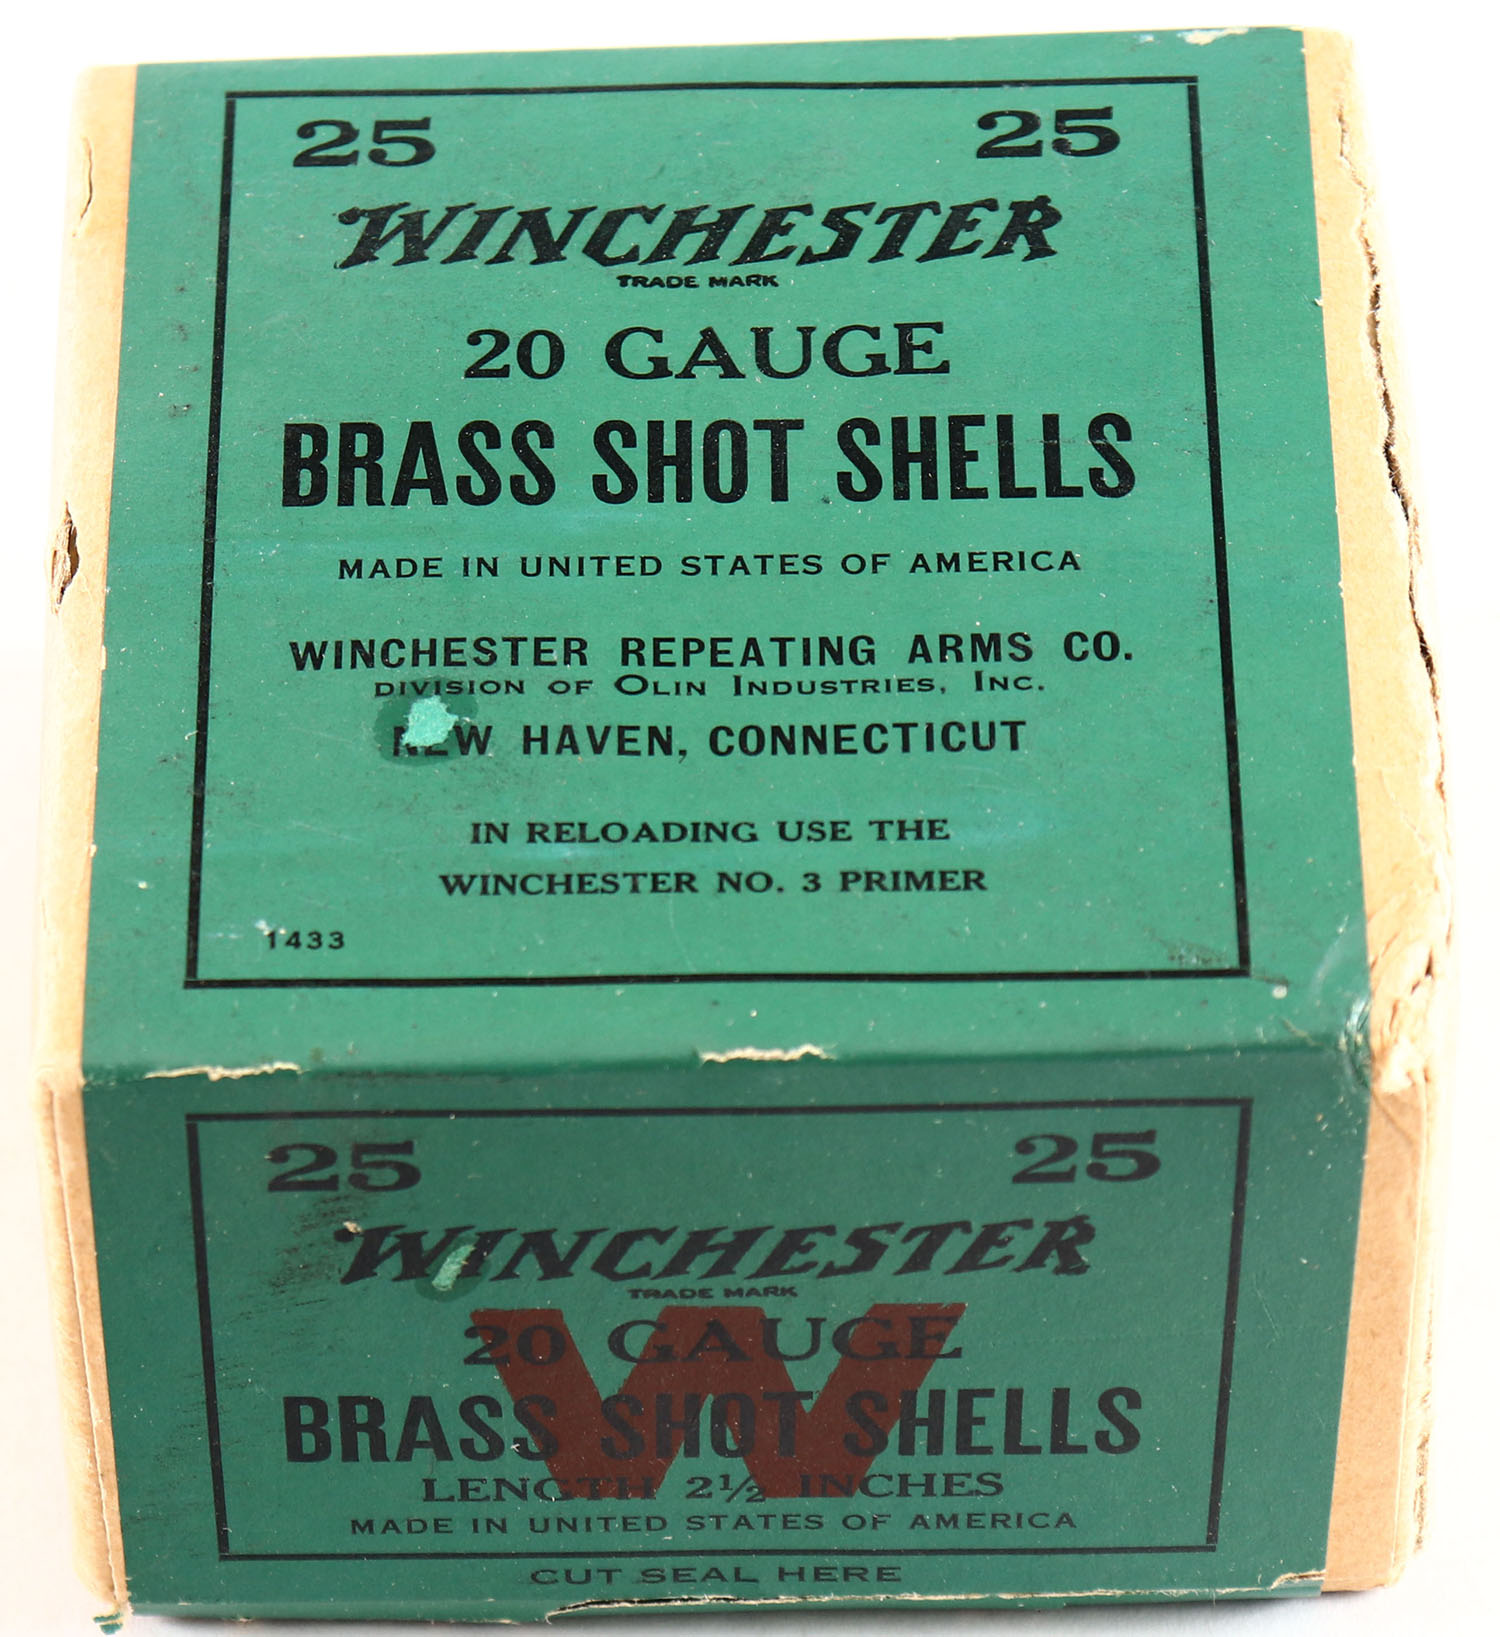 25 25
WINCHESTER
TRADE MARK
20 GAUGE
BRASS SHOT SHELLS
MADE IN UNITED STATES OF AMERICA
WINCHESTER REPEATING ARMS CO.
DIVISION OF OLIN INDUSTRIES, INC.
NEW HAVEN, CONNECTICUT
IN RELOADING USE THE
WINCHESTER NO. 3 PRIMER
1433
25 25
WINCHESTER
TRADE MARK
W
20 GAUGE
BRASS SHOT SHELLS
LENGTH 2½ INCHES
MADE IN UNITED STATES OF AMERICA
CUT SEAL HERE